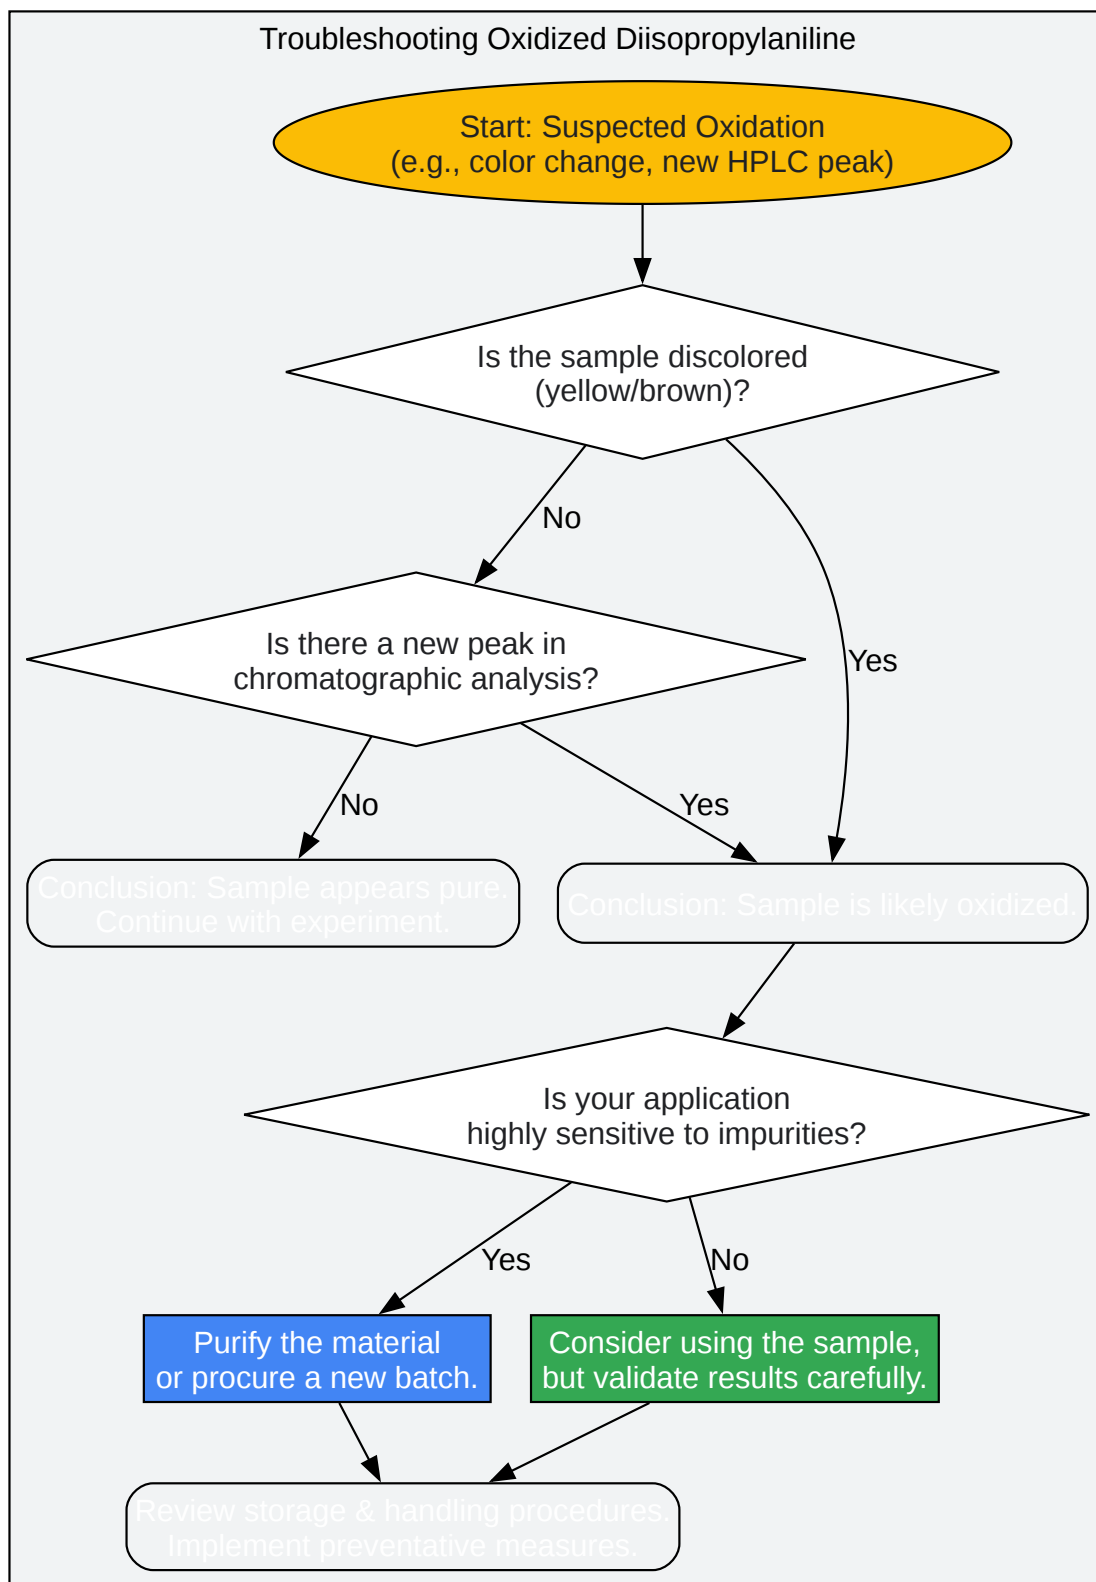 Troubleshooting Oxidized Diisopropylaniline
Start: Suspected Oxidation
(e.g., color change, new HPLC peak)
Is the sample discolored
(yellow/brown)?
No
Yes
Is there a new peak in
chromatographic analysis?
No
Yes
Conclusion: Sample appears pure.
Continue with experiment.
Conclusion: Sample is likely oxidized.
Is your application
highly sensitive to impurities?
Yes
No
Purify the material
or procure a new batch.
Consider using the sample,
but validate results carefully.
Review storage & handling procedures.
Implement preventative measures.